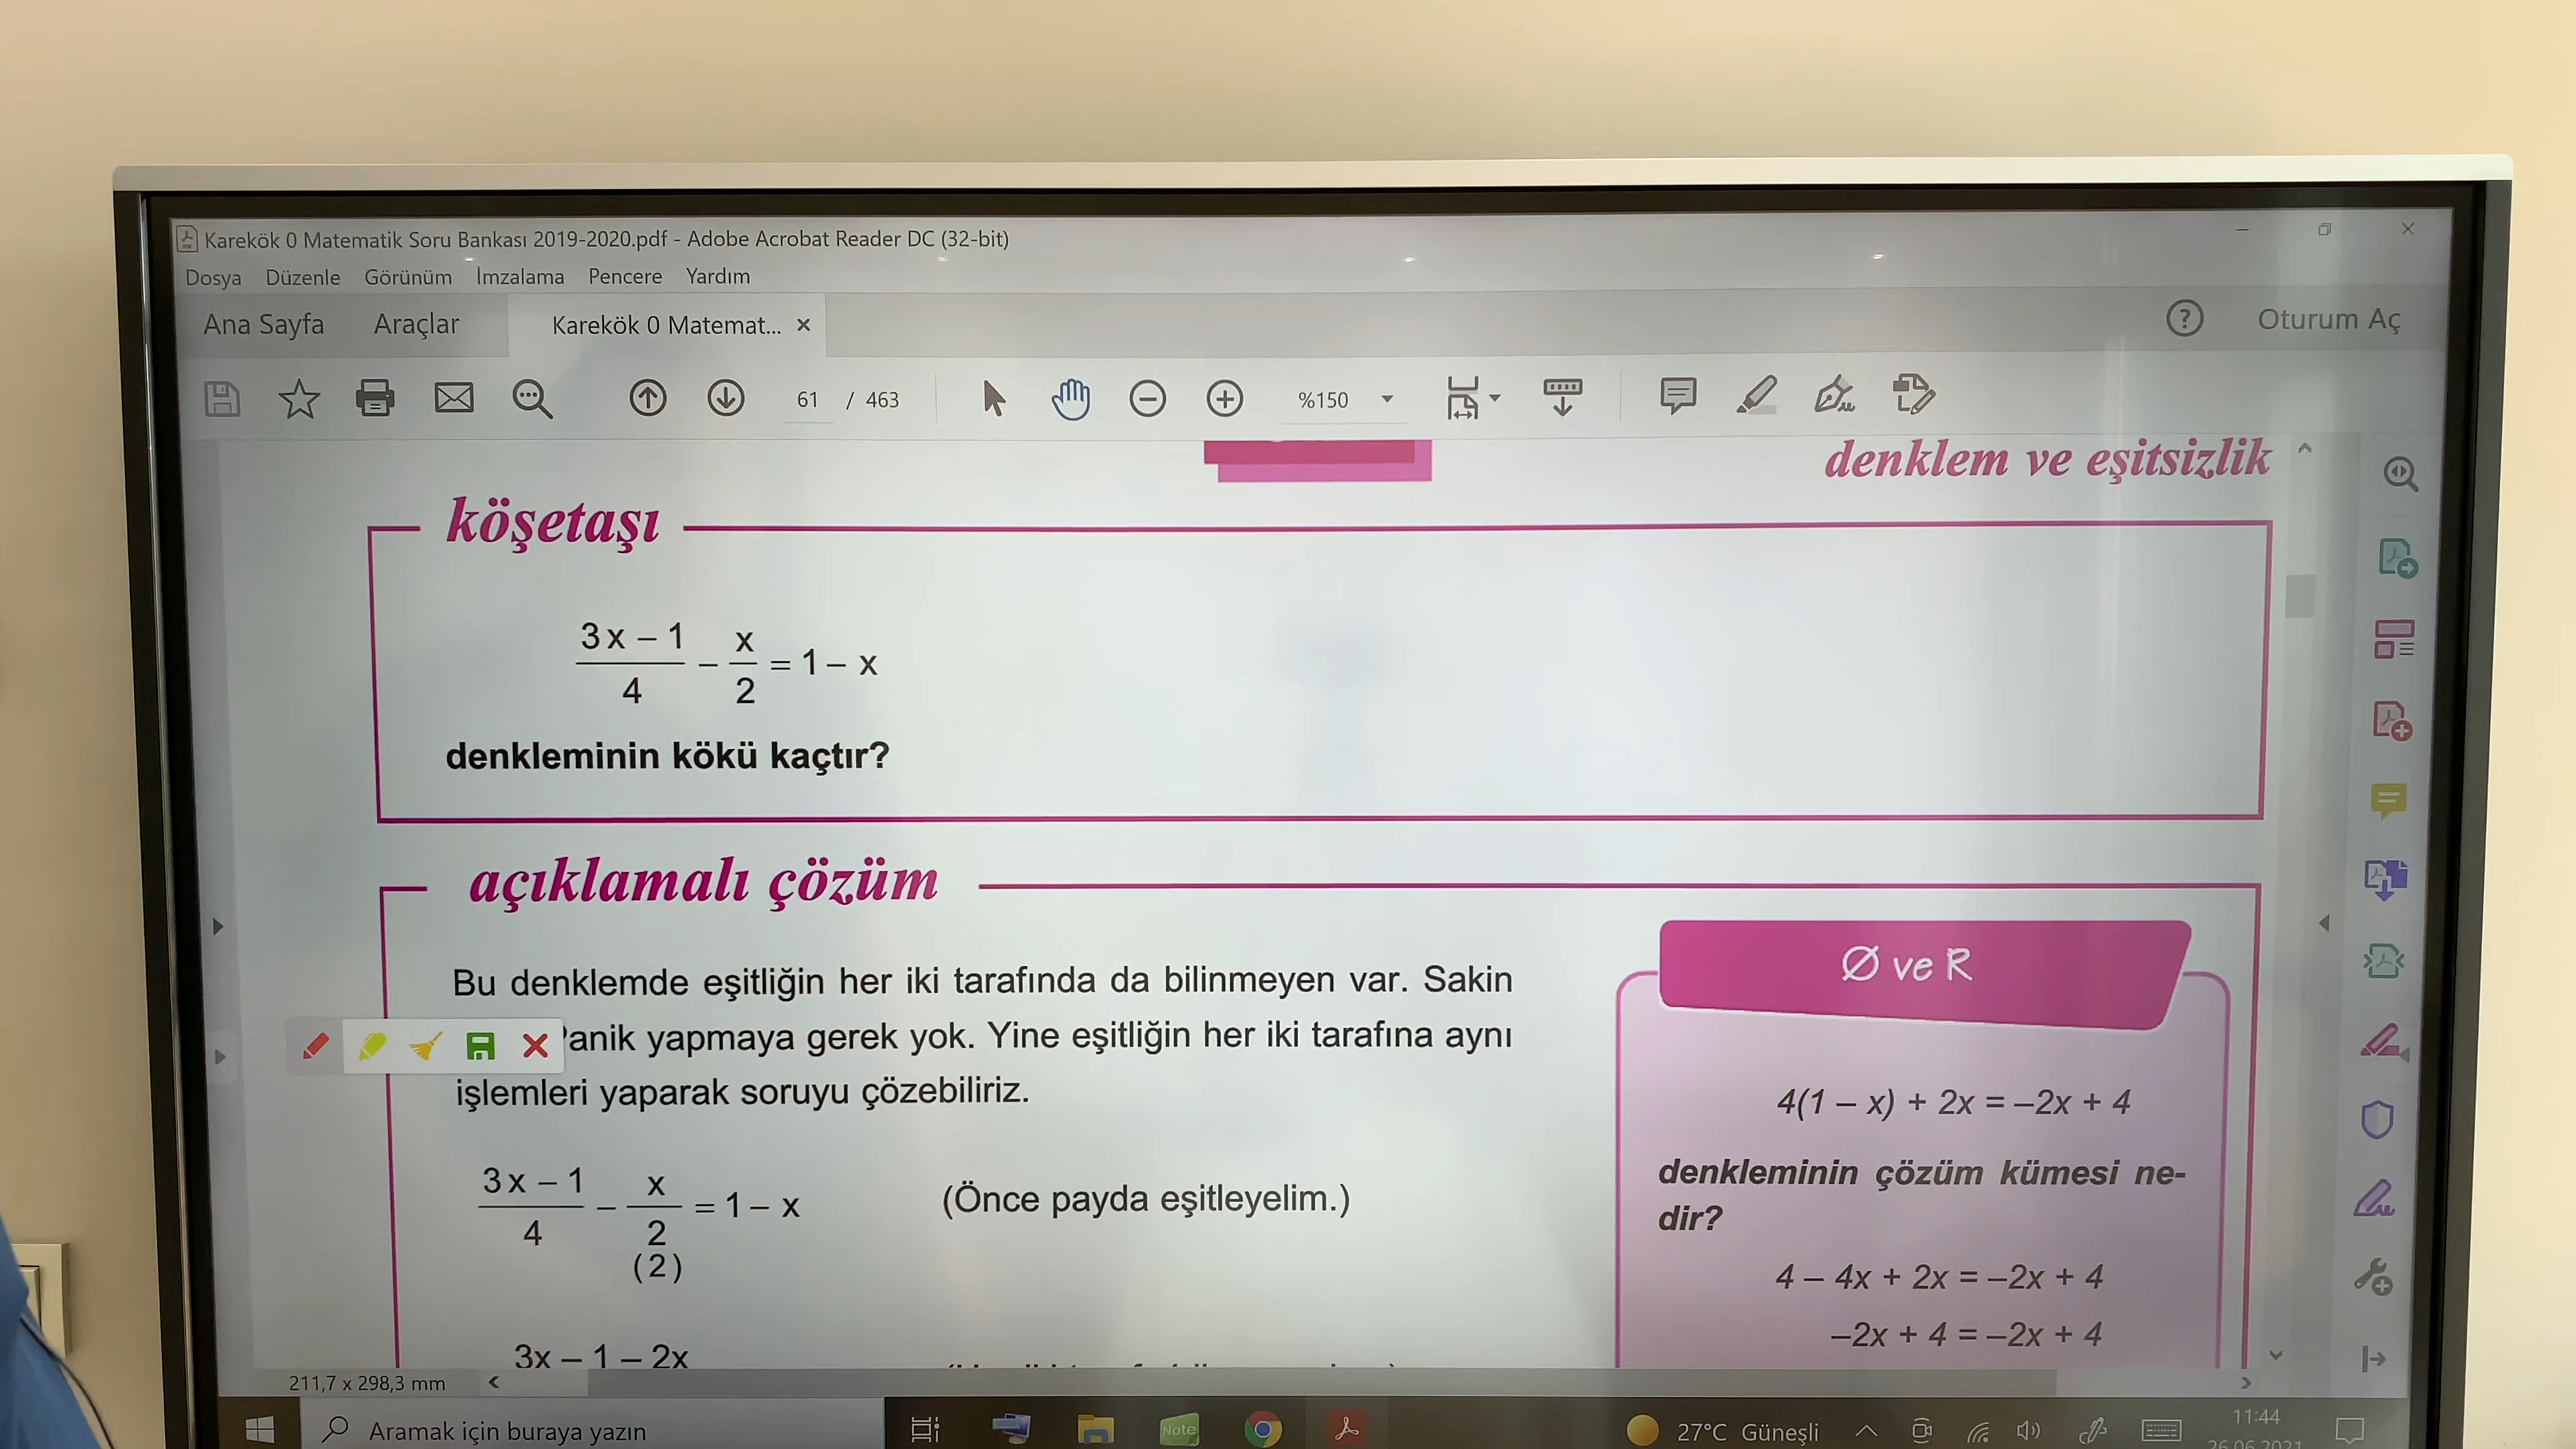 Karekök 0 Matematik Soru Bankası 2019-2020.pdf - Adobe Acrobat Reader DC (32-bit)
Dosya Düzenle Görünüm İmzalama Pencere Yardım
Ana Sayfa Araçlar Karekök 0 Matemat... × ? Oturum Aç
61 / 463 %150
denklem ve eşitsizlik
köşetaşı
3x – 1 x
— – — = 1 – x
4 2
denkleminin kökü kaçtır?
açıklamalı çözüm
Bu denklemde eşitliğin her iki tarafında da bilinmeyen var. Sakin
anik yapmaya gerek yok. Yine eşitliğin her iki tarafına aynı
işlemleri yaparak soruyu çözebiliriz.
3x – 1 x
— – — = 1 – x (Önce payda eşitleyelim.)
4 2
(2)
3x – 1 – 2x
Ø ve R
4(1 – x) + 2x = –2x + 4
denkleminin çözüm kümesi ne-
dir?
4 – 4x + 2x = –2x + 4
–2x + 4 = –2x + 4
211,7 x 298,3 mm
Aramak için buraya yazın
Note
27°C Güneşli
11:44
26.06.2021